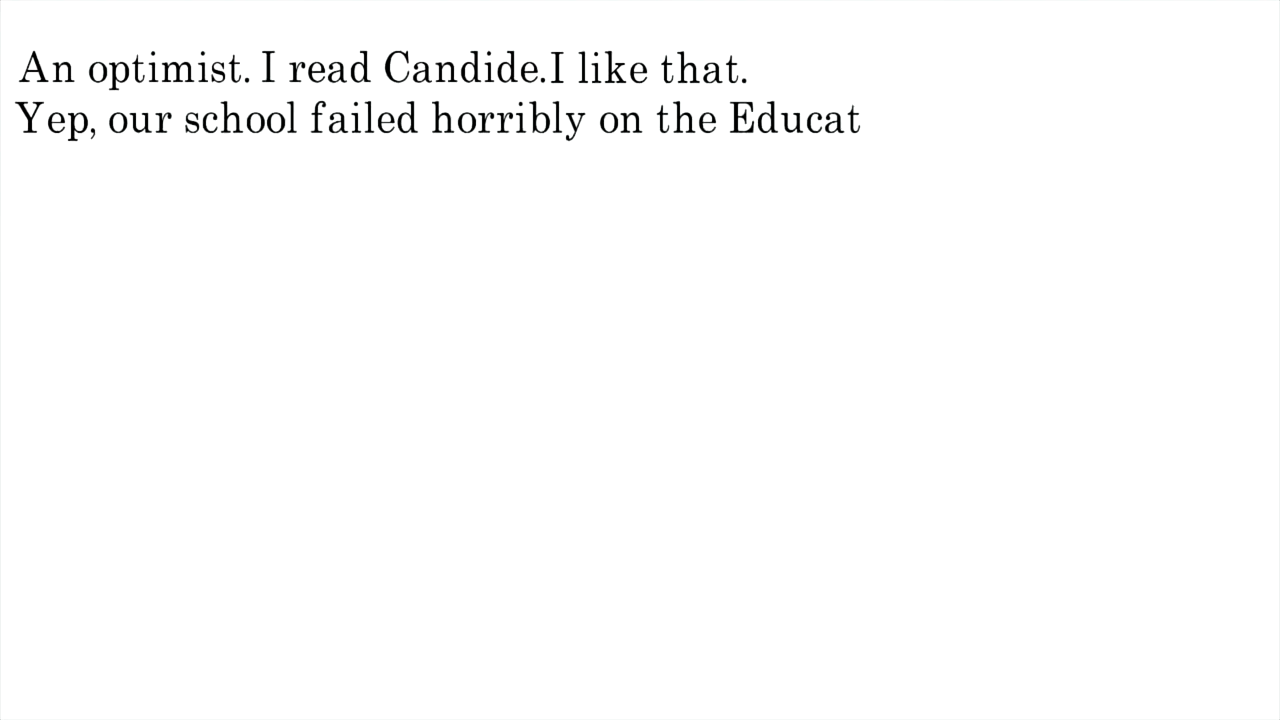 An optimist. I read Candide.I like that.
Yep, our school failed horribly on the Educat